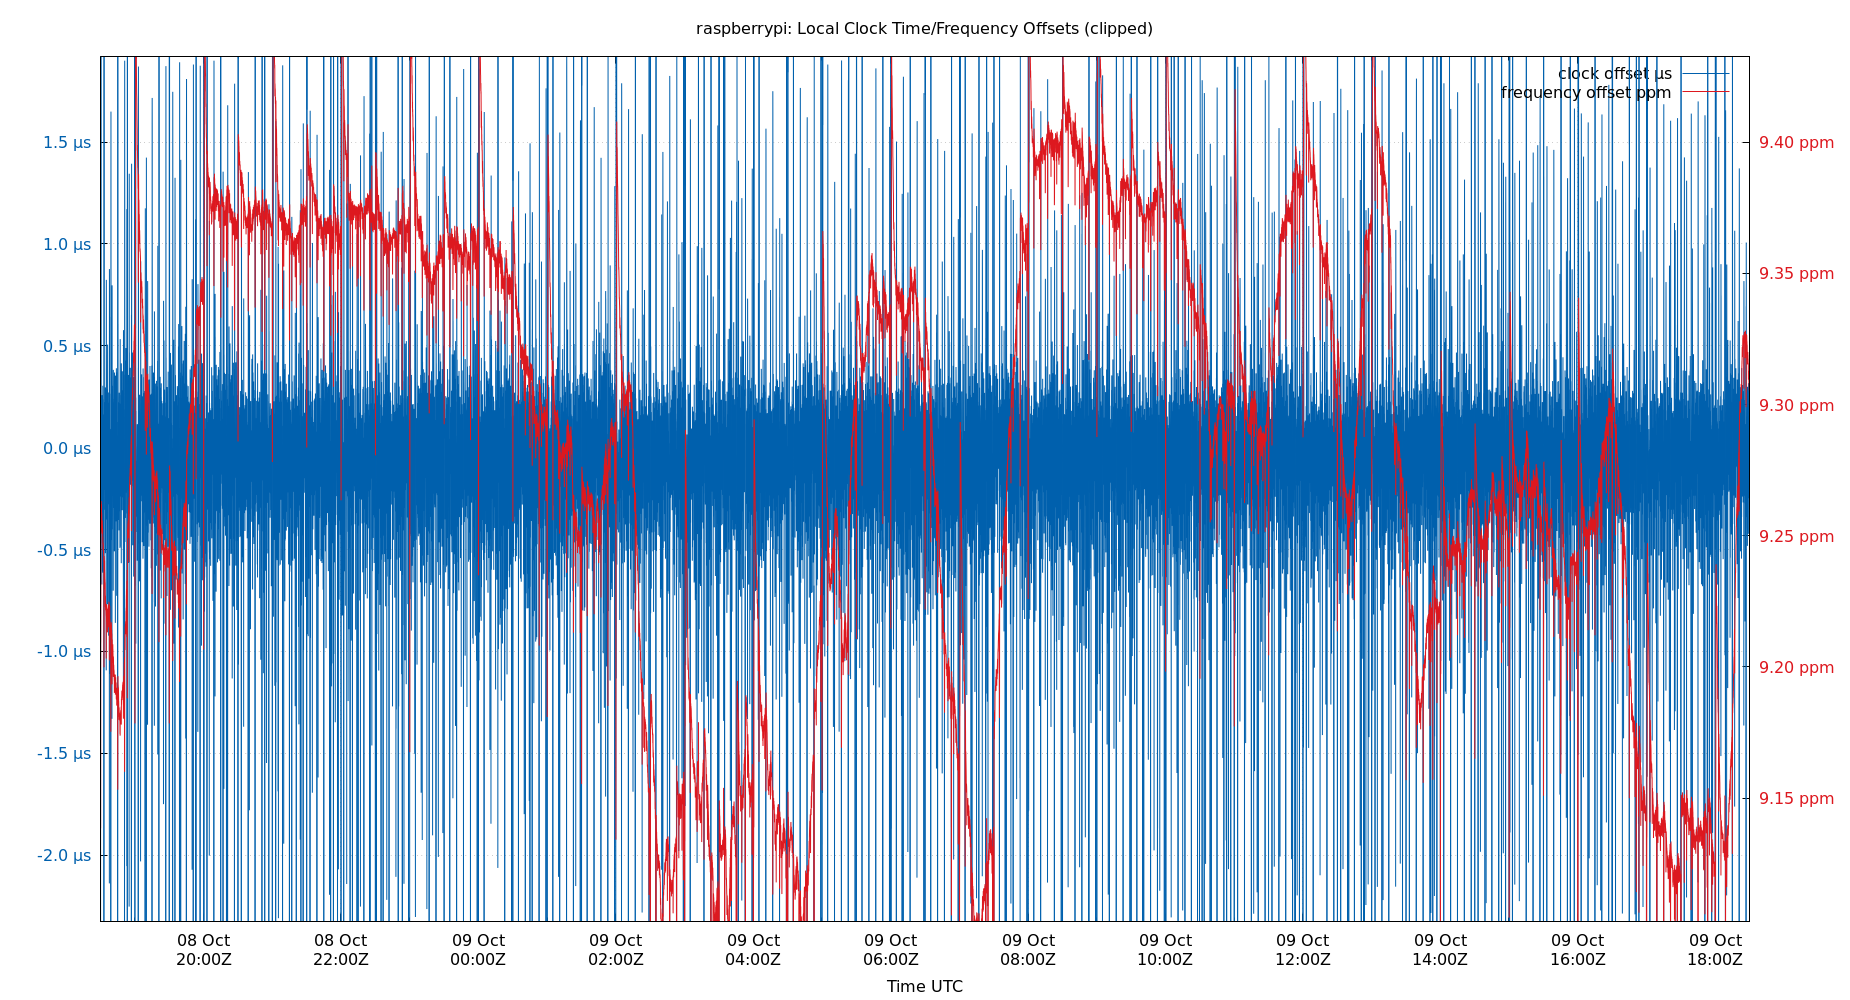 raspberrypi: Local Clock Time/Frequency Offsets (clipped)
clock offset µs
frequency offset ppm
1.5 µs
1.0 µs
0.5 µs
0.0 µs
-0.5 µs
-1.0 µs
-1.5 µs
-2.0 µs
9.40 ppm
9.35 ppm
9.30 ppm
9.25 ppm
9.20 ppm
9.15 ppm
08 Oct
20:00Z
08 Oct
22:00Z
09 Oct
00:00Z
09 Oct
02:00Z
09 Oct
04:00Z
09 Oct
06:00Z
09 Oct
08:00Z
09 Oct
10:00Z
09 Oct
12:00Z
09 Oct
14:00Z
09 Oct
16:00Z
09 Oct
18:00Z
Time UTC